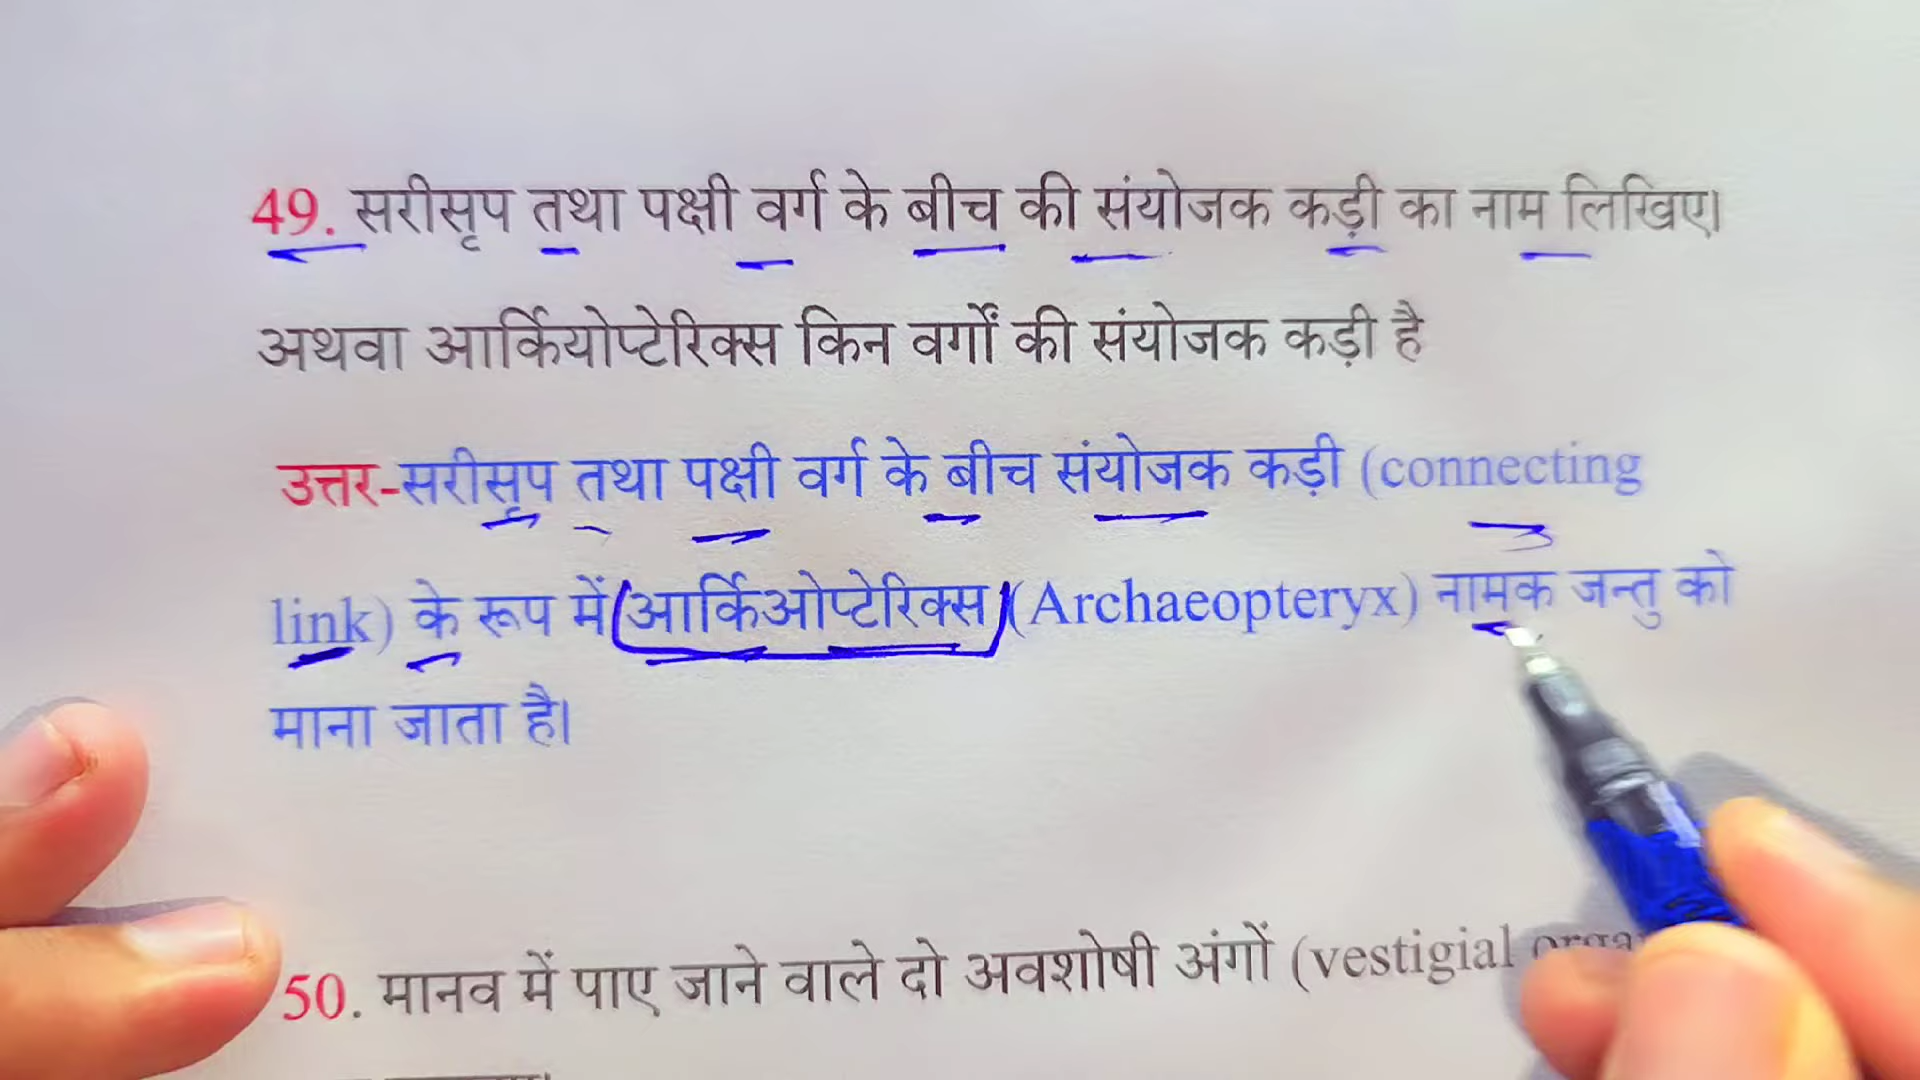 49. सरीसृप तथा पक्षी वर्ग के बीच की संयोजक कड़ी का नाम लिखिए।
अथवा आर्कियोप्टेरिक्स किन वर्गों की संयोजक कड़ी है
उत्तर-सरीसृप तथा पक्षी वर्ग के बीच संयोजक कड़ी (connecting
link) के रूप में (आर्किओप्टेरिक्स) (Archaeopteryx) नामक जन्तु को
माना जाता है।
50. मानव में पाए जाने वाले दो अवशोषी अंगों (vestigial